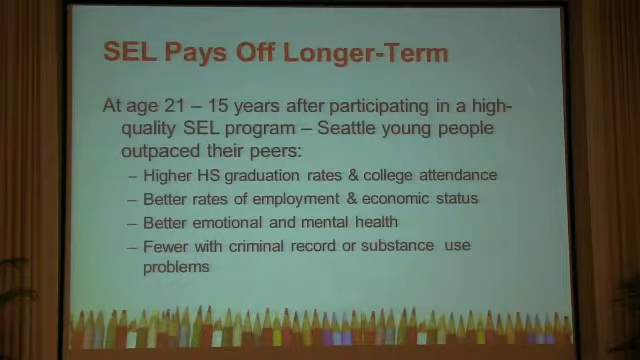 SEL Pays Off Longer-Term
At age 21 – 15 years after participating in a high-
quality SEL program – Seattle young people
outpaced their peers:
– Higher HS graduation rates & college attendance
– Better rates of employment & economic status
– Better emotional and mental health
– Fewer with criminal record or substance use
problems